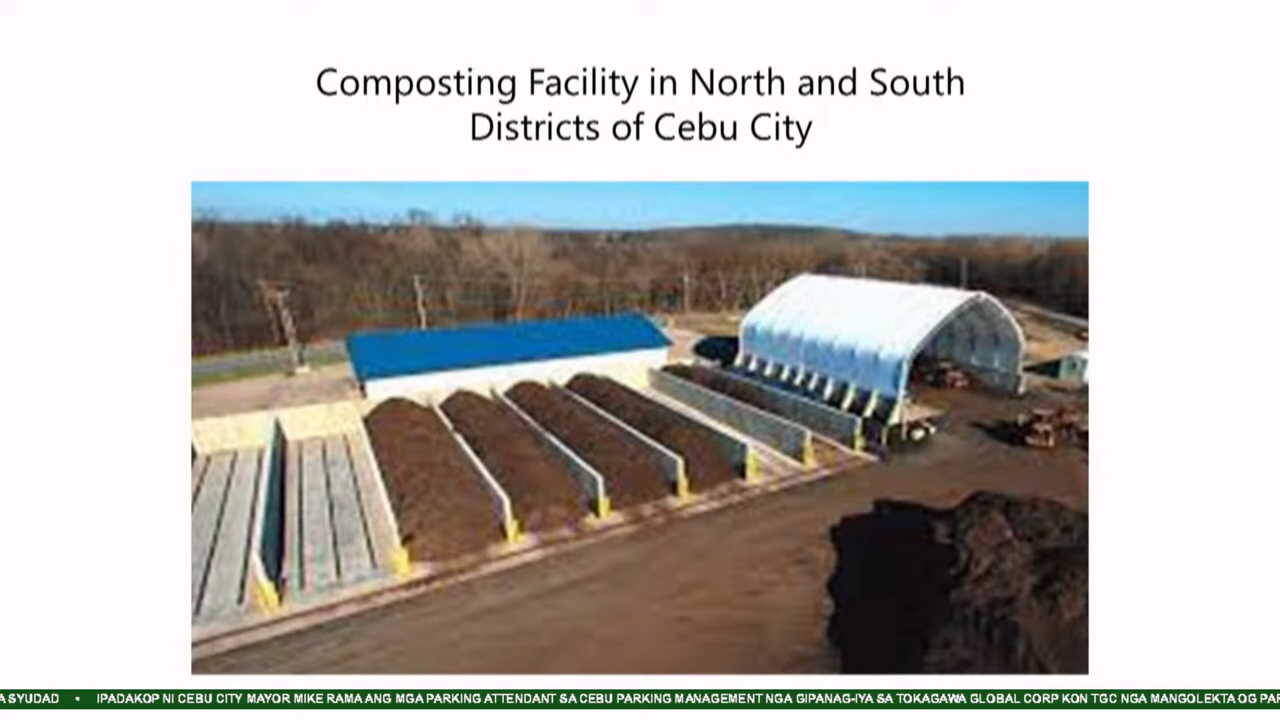 Composting Facility in North and South
Districts of Cebu City
A SYUDAD • IPADAKOP NI CEBU CITY MAYOR MIKE RAMA ANG MGA PARKING ATTENDANT SA CEBU PARKING MANAGEMENT NGA GIPANAG-IYA SA TOKAGAWA GLOBAL CORP KON TGC NGA MANGOLEKTA OG PAR